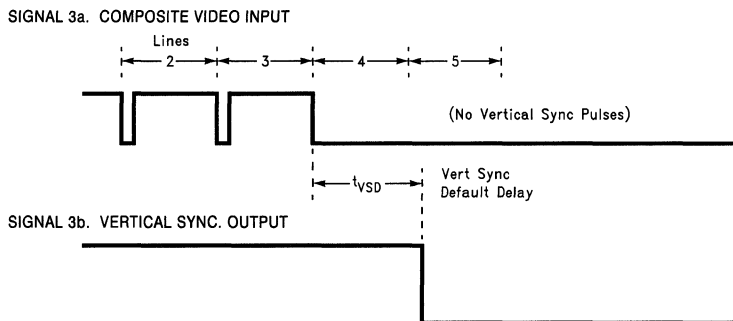 SIGNAL 3a. COMPOSITE VIDEO INPUT
Lines
2 3 4 5
(No Vertical Sync Pulses)
tVSD
Vert Sync
Default Delay
SIGNAL 3b. VERTICAL SYNC. OUTPUT